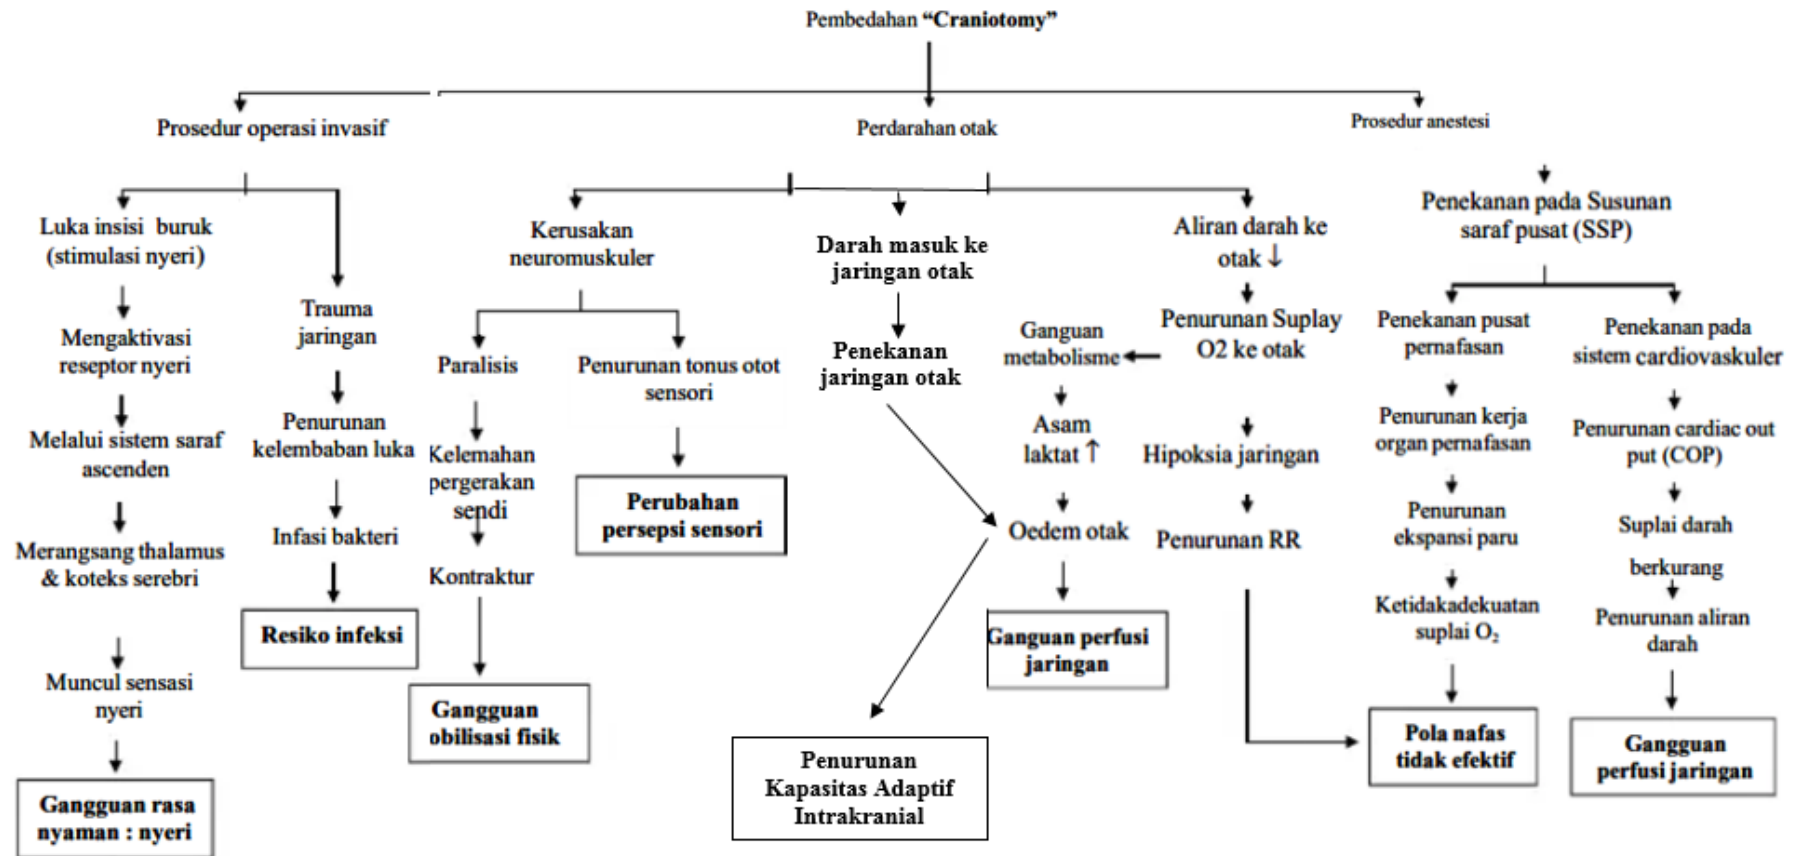 Pembedahan “Craniotomy”
Prosedur operasi invasif
Perdarahan otak
Prosedur anestesi
Luka insisi buruk
(stimulasi nyeri)
Mengaktivasi
reseptor nyeri
Melalui sistem saraf
ascenden
Merangsang thalamus
& koteks serebri
Muncul sensasi
nyeri
Gangguan rasa
nyaman : nyeri
Trauma
jaringan
Penurunan
kelembaban luka
Infasi bakteri
Resiko infeksi
Kerusakan
neuromuskuler
Paralisis
Kelemahan
pergerakan
sendi
Kontraktur
Gangguan
obilisasi fisik
Penurunan tonus otot
sensori
Perubahan
persepsi sensori
Darah masuk ke
jaringan otak
Penekanan
jaringan otak
Penurunan
Kapasitas Adaptif
Intrakranial
Aliran darah ke
otak ↓
Penurunan Suplay
O2 ke otak
Ganguan
metabolisme
Asam
laktat ↑
Oedem otak
Ganguan perfusi
jaringan
Hipoksia jaringan
Penurunan RR
Penekanan pada Susunan
saraf pusat (SSP)
Penekanan pusat
pernafasan
Penurunan kerja
organ pernafasan
Penurunan
ekspansi paru
Ketidakadekuatan
suplai O₂
Pola nafas
tidak efektif
Penekanan pada
sistem cardiovaskuler
Penurunan cardiac out
put (COP)
Suplai darah
berkurang
Penurunan aliran
darah
Gangguan
perfusi jaringan